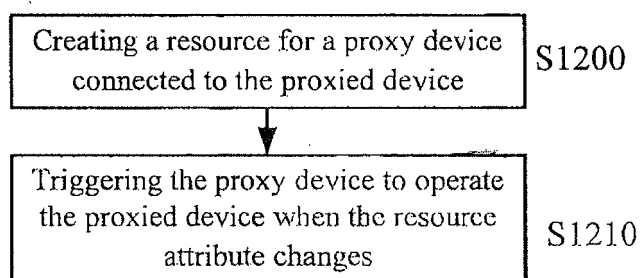 Creating a resource for a proxy device
connected to the proxied device
S1200
Triggering the proxy device to operate
the proxied device when the resource
attribute changes
S1210